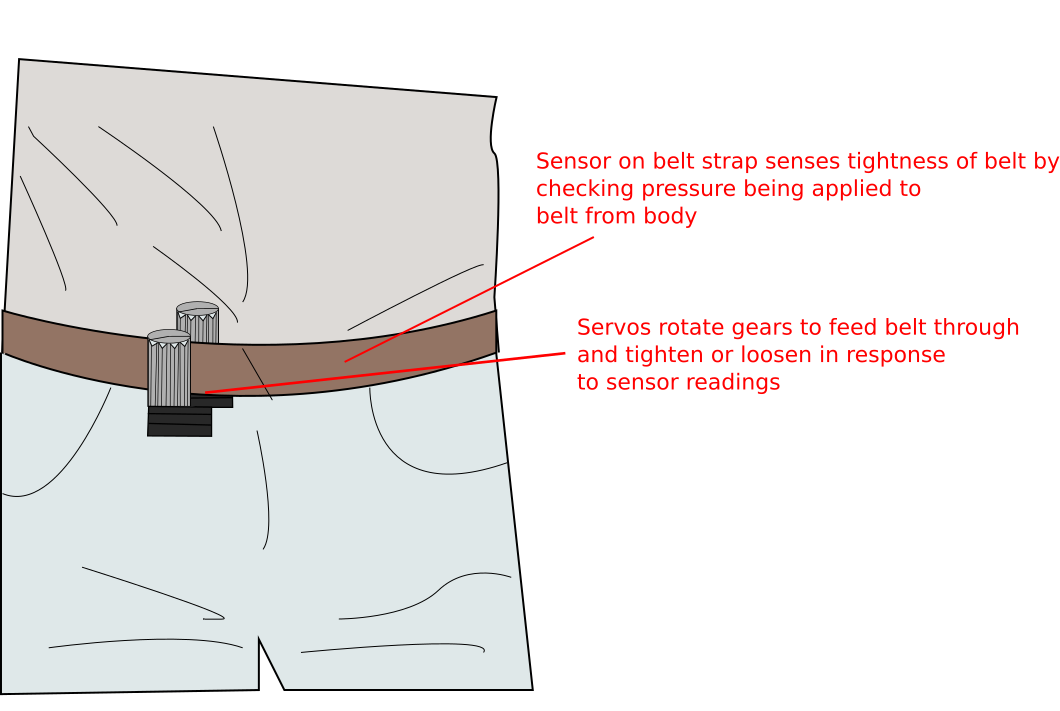 Sensor on belt strap senses tightness of belt by
checking pressure being applied to
belt from body
Servos rotate gears to feed belt through
and tighten or loosen in response
to sensor readings